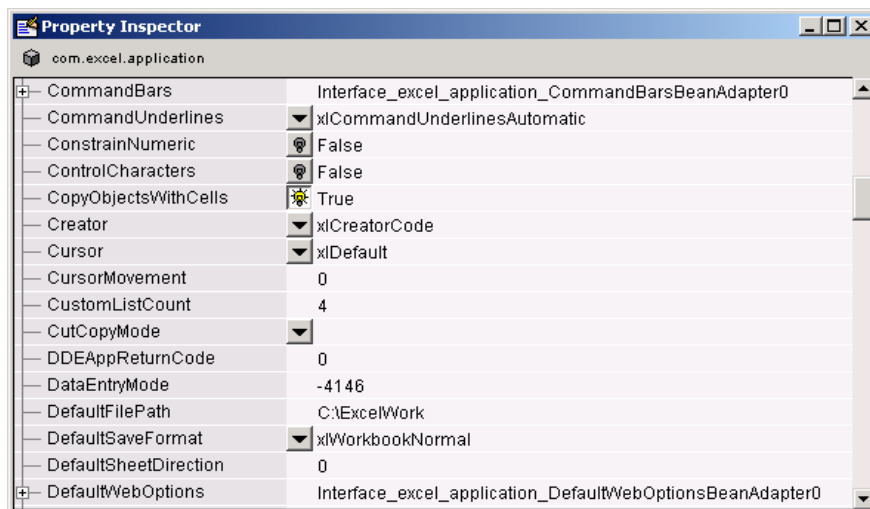 Property Inspector
com.excel.application
CommandBars Interface_excel_application_CommandBarsBeanAdapter0
CommandUnderlines xlCommandUnderlinesAutomatic
ConstrainNumeric False
ControlCharacters False
CopyObjectsWithCells True
Creator xlCreatorCode
Cursor xlDefault
CursorMovement 0
CustomListCount 4
CutCopyMode
DDEAppReturnCode 0
DataEntryMode -4146
DefaultFilePath C:\ExcelWork
DefaultSaveFormat xlWorkbookNormal
DefaultSheetDirection 0
DefaultWebOptions Interface_excel_application_DefaultWebOptionsBeanAdapter0